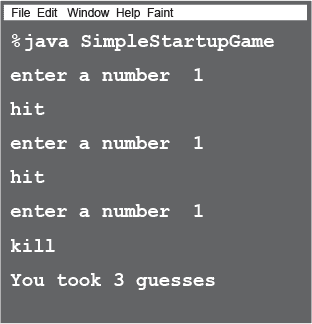 File Edit Window Help Faint
%java SimpleStartupGame
enter a number 1
hit
enter a number 1
hit
enter a number 1
kill
You took 3 guesses